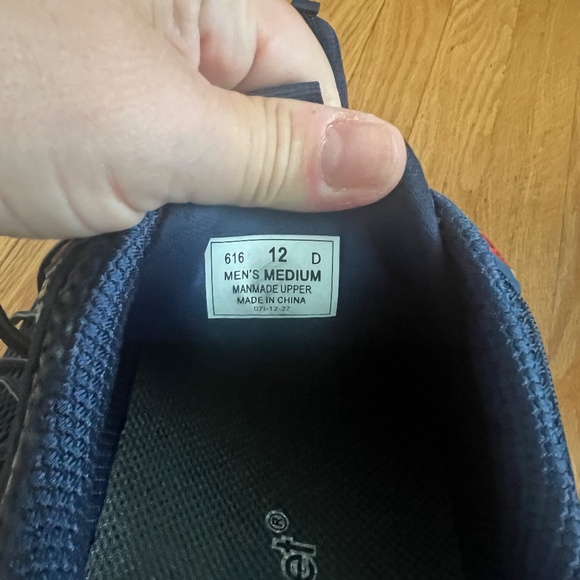 616 12 D
MEN'S MEDIUM
MANMADE UPPER
MADE IN CHINA
07I-12-27